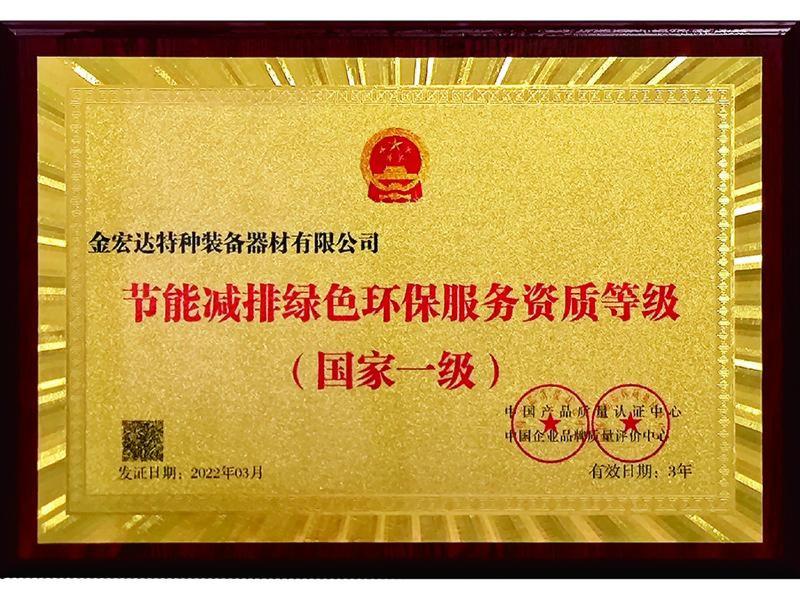 金宏达特种装备器材有限公司
节能减排绿色环保服务资质等级
（国家一级）
中国产品质量认证中心
中国企业品牌质量评价中心
发证日期：2022年03月
有效日期：3年